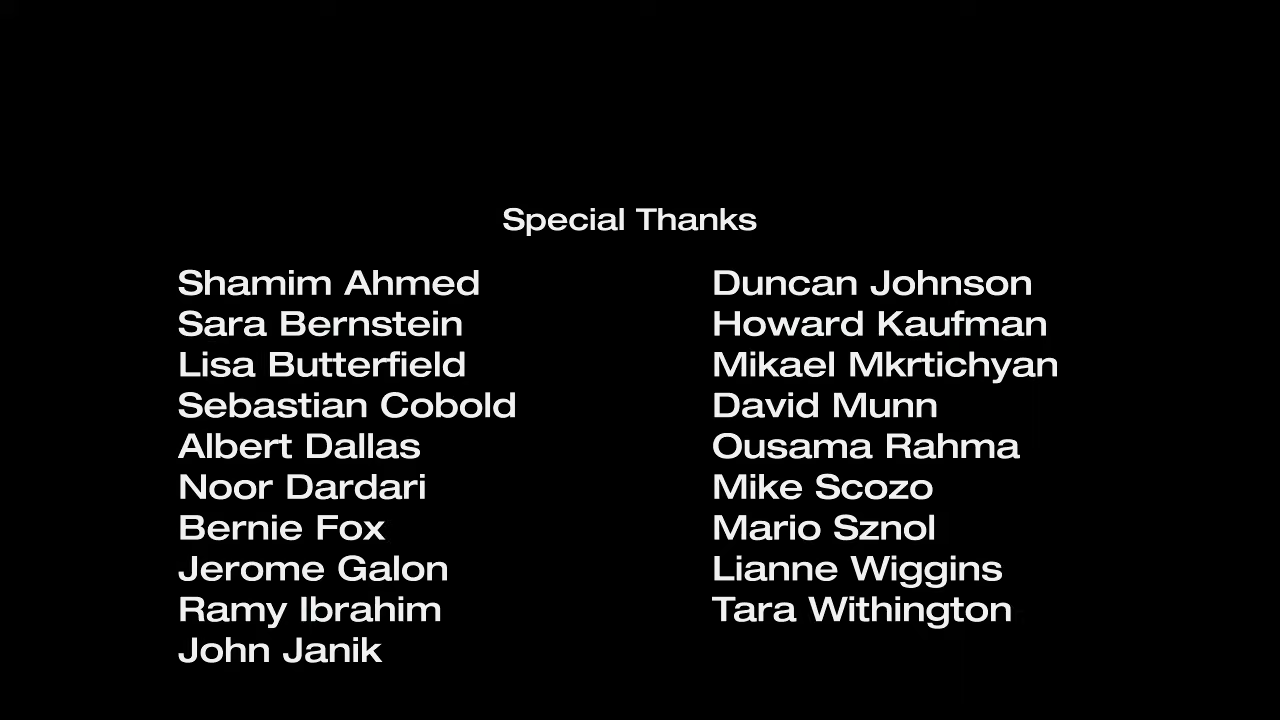 Special Thanks
Shamim Ahmed
Sara Bernstein
Lisa Butterfield
Sebastian Cobold
Albert Dallas
Noor Dardari
Bernie Fox
Jerome Galon
Ramy Ibrahim
John Janik
Duncan Johnson
Howard Kaufman
Mikael Mkrtichyan
David Munn
Ousama Rahma
Mike Scozo
Mario Sznol
Lianne Wiggins
Tara Withington